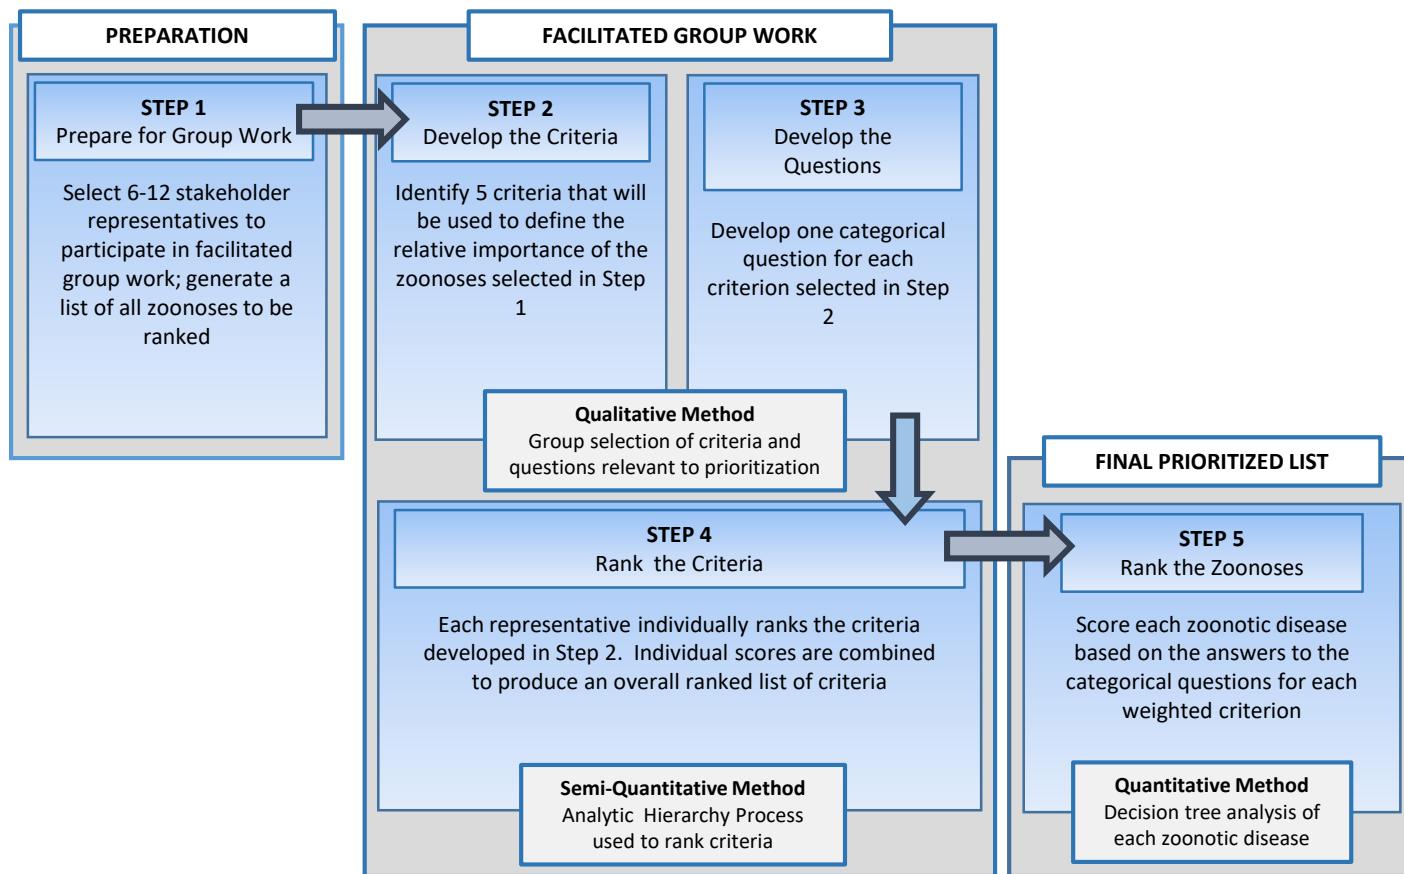 PREPARATION
STEP 1
Prepare for Group Work
Select 6-12 stakeholder
representatives to
participate in facilitated
group work; generate a
list of all zoonoses to be
ranked
FACILITATED GROUP WORK
STEP 2
Develop the Criteria
Identify 5 criteria that will
be used to define the
relative importance of the
zoonoses selected in Step
1
STEP 3
Develop the
Questions
Develop one categorical
question for each
criterion selected in Step
2
Qualitative Method
Group selection of criteria and
questions relevant to prioritization
STEP 4
Rank the Criteria
Each representative individually ranks the criteria
developed in Step 2. Individual scores are combined
to produce an overall ranked list of criteria
Semi-Quantitative Method
Analytic Hierarchy Process
used to rank criteria
FINAL PRIORITIZED LIST
STEP 5
Rank the Zoonoses
Score each zoonotic disease
based on the answers to the
categorical questions for each
weighted criterion
Quantitative Method
Decision tree analysis of
each zoonotic disease